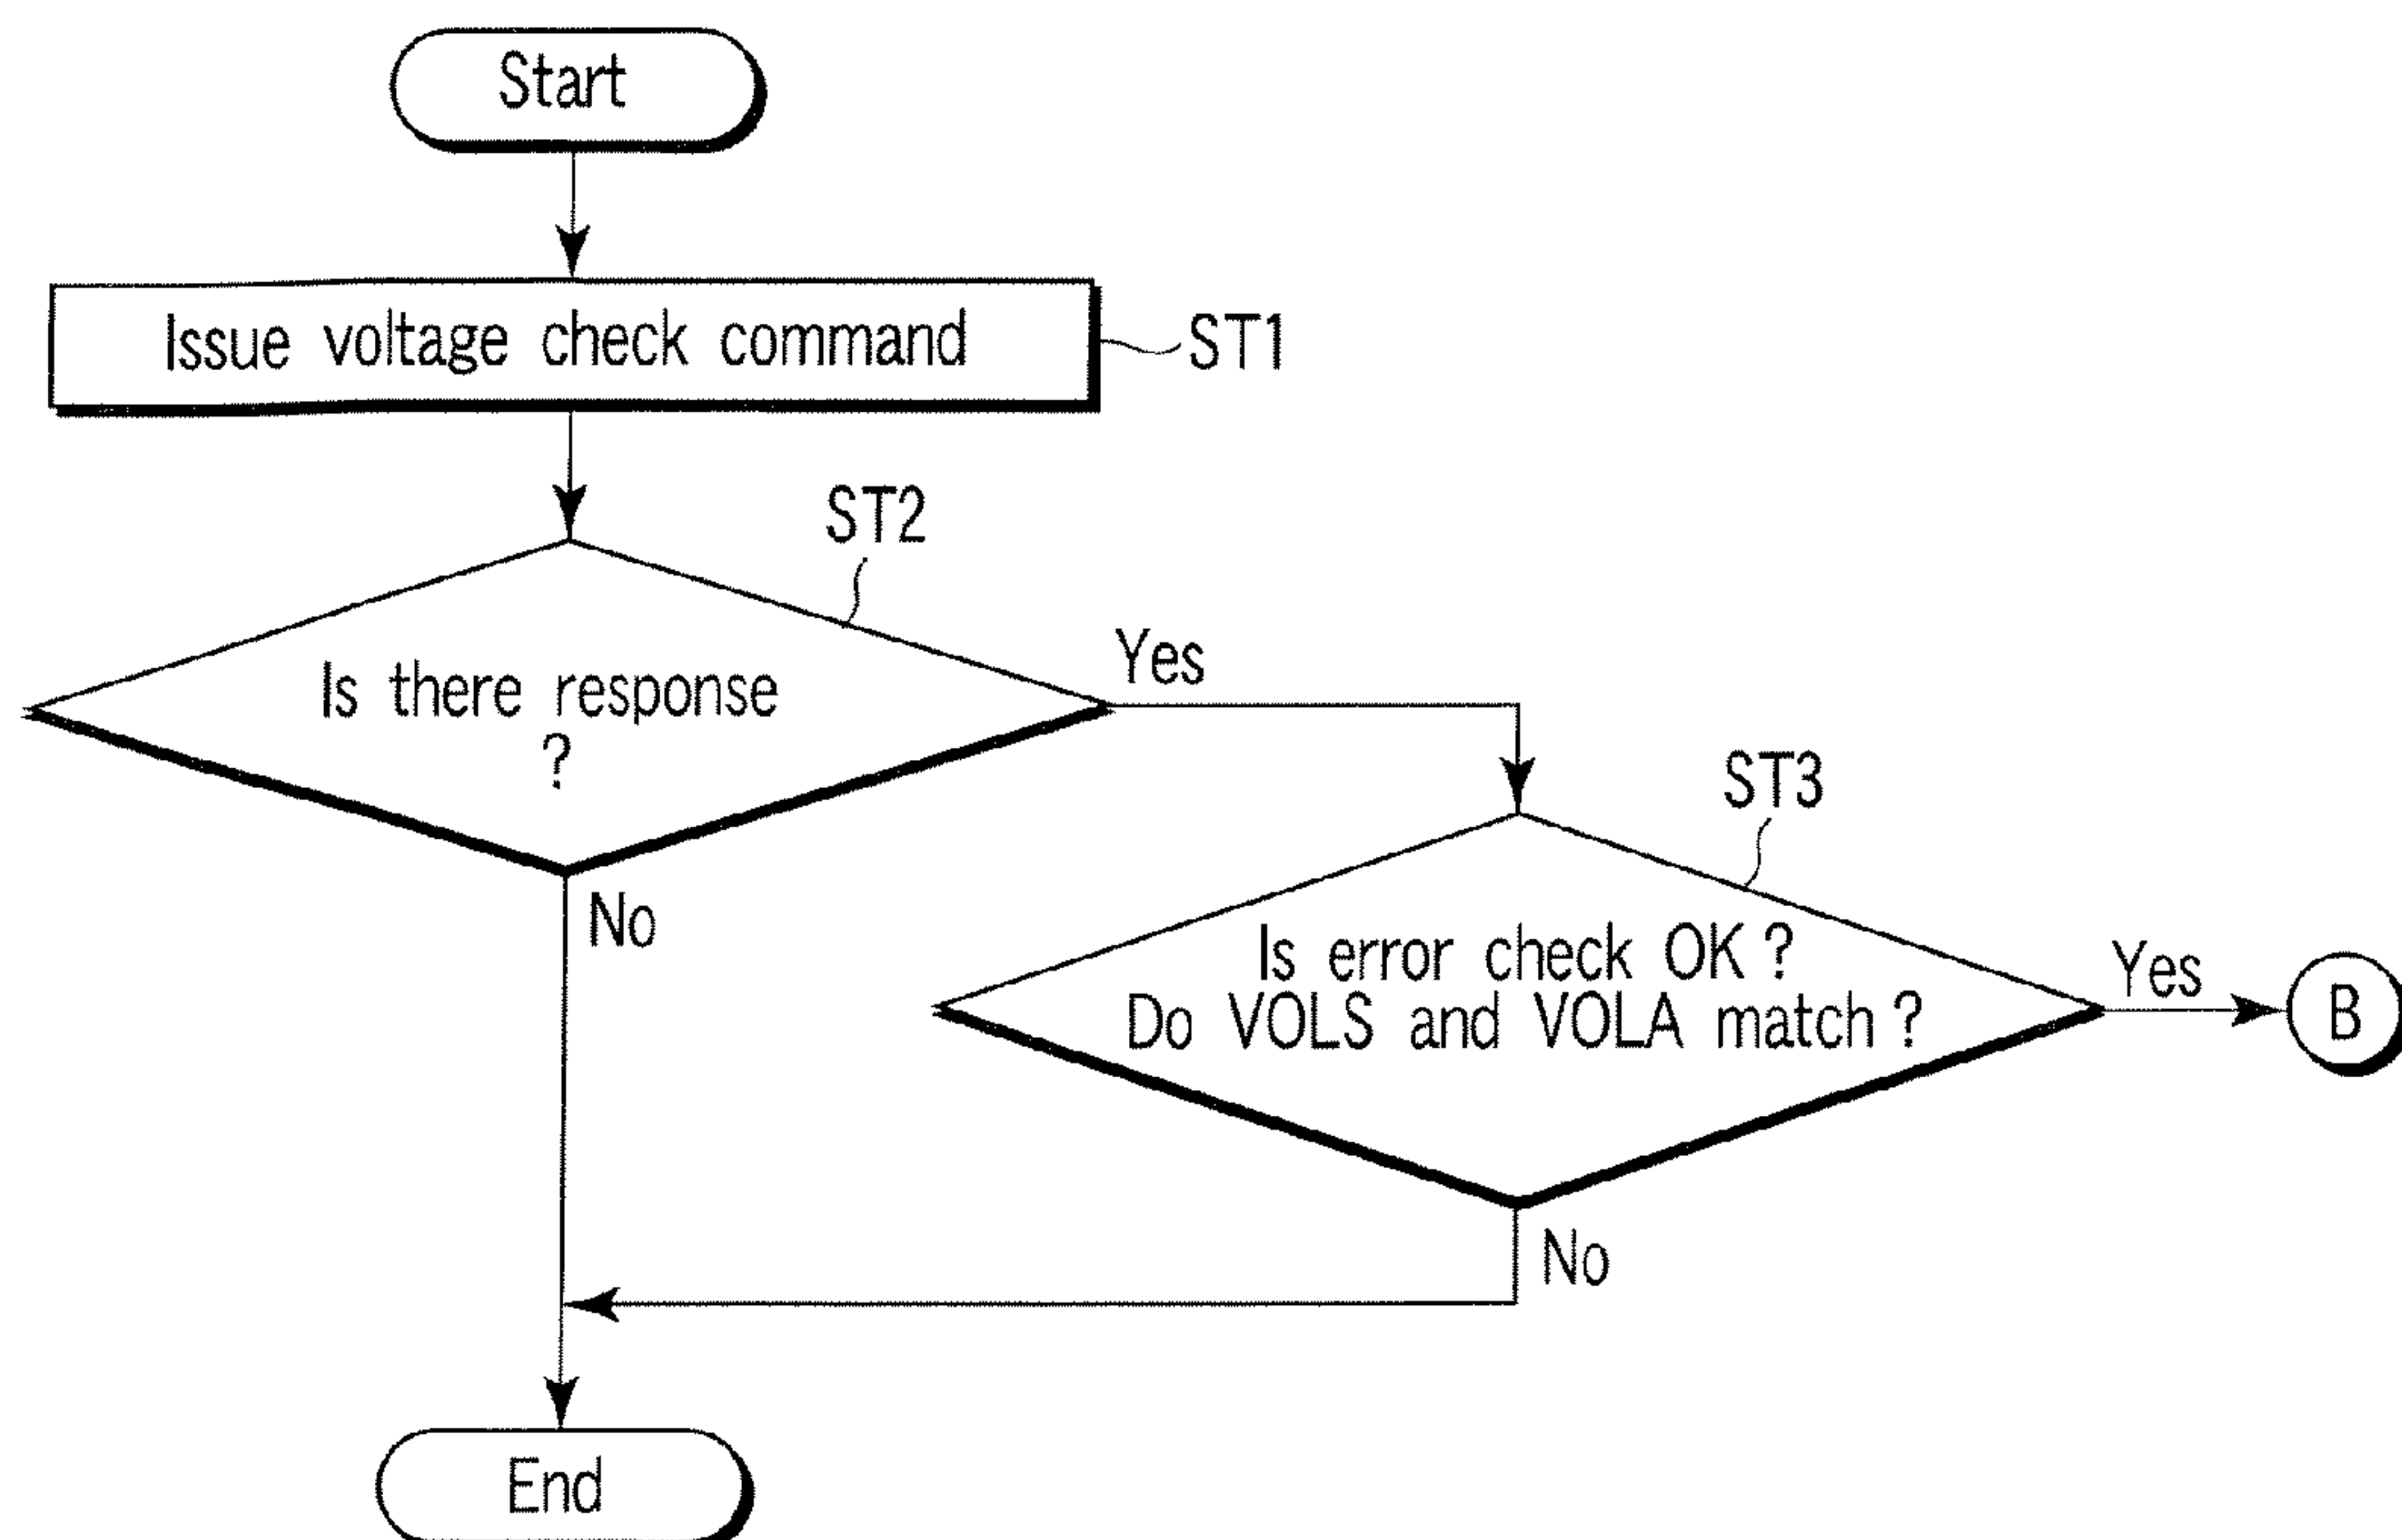 Start
Issue voltage check command
ST1
ST2
Is there response
?
Yes
No
ST3
Is error check OK ?
Do VOLS and VOLA match ?
Yes
B
No
End